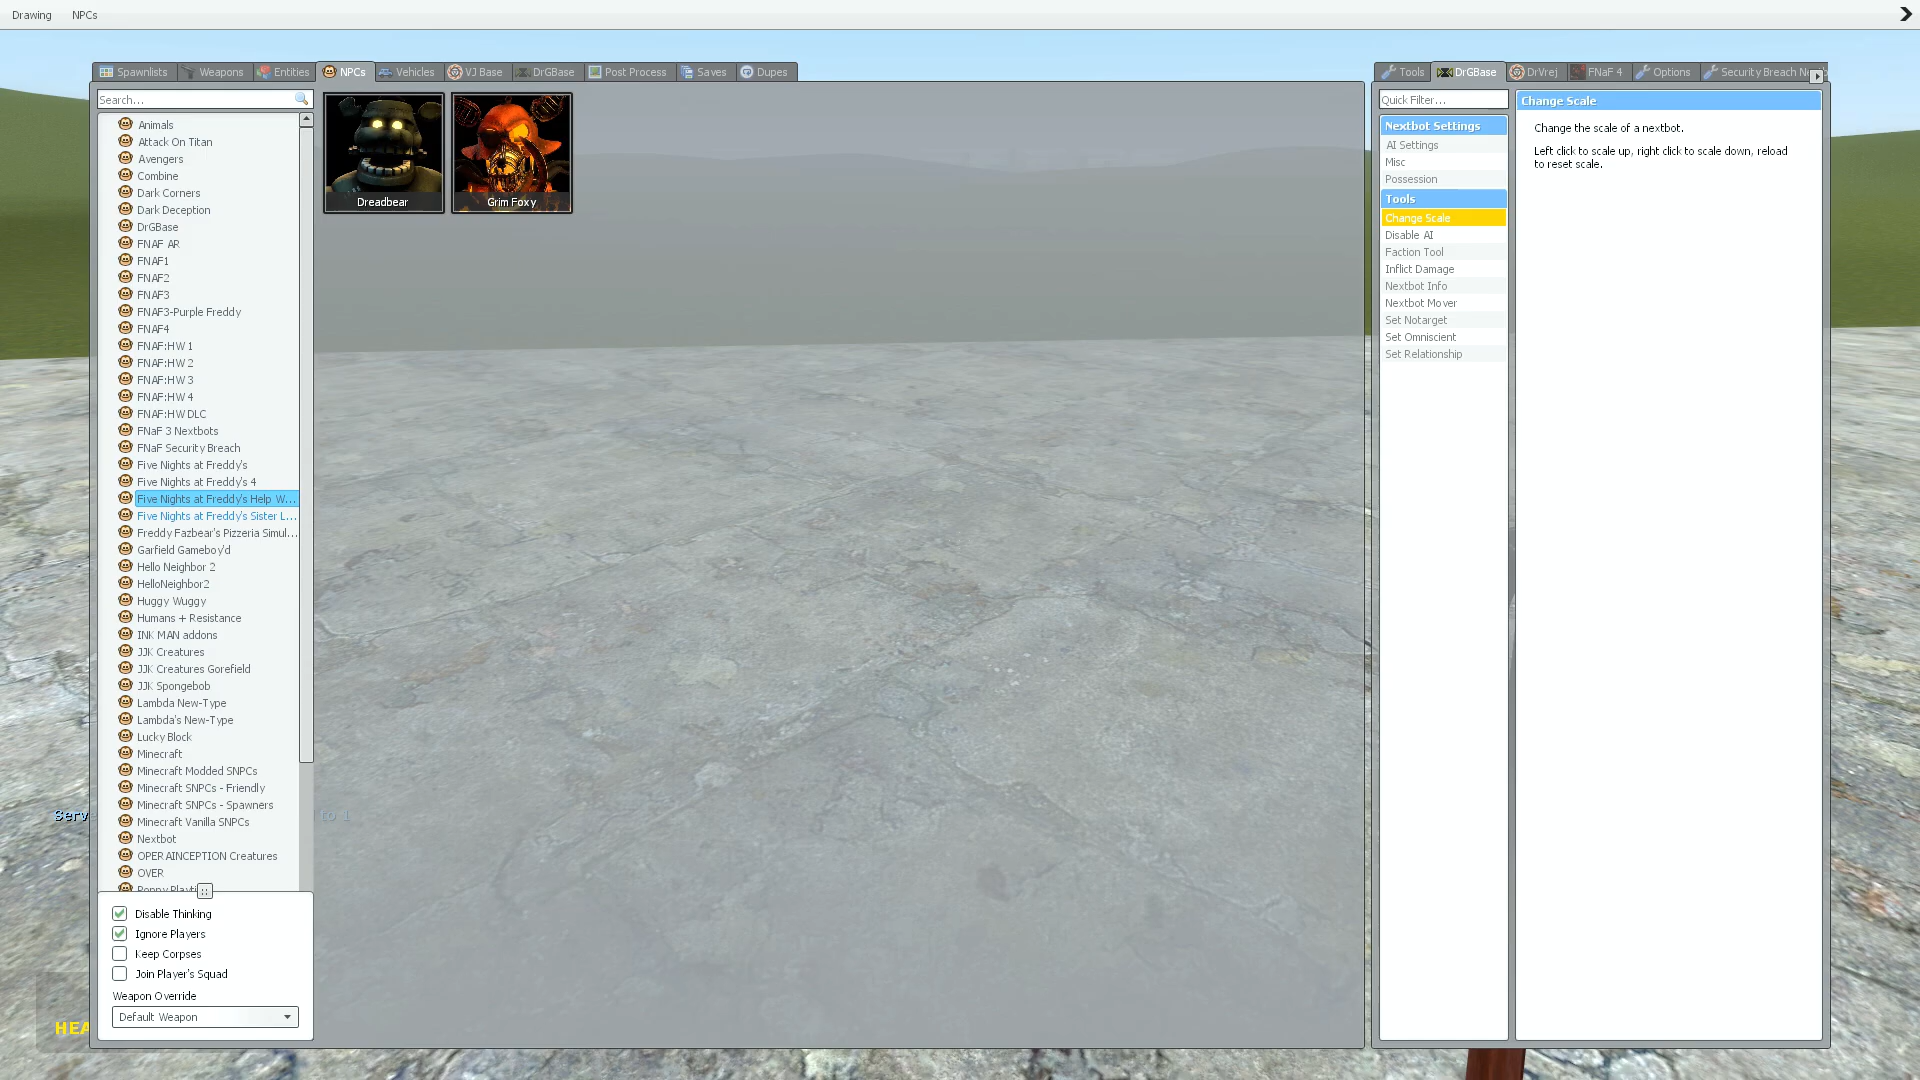 Drawing NPCs
Spawnlists Weapons Entities NPCs Vehicles VJ Base DrGBase Post Process Saves Dupes
Search...
Animals
Attack On Titan
Avengers
Combine
Dark Corners
Dark Deception
DrGBase
FNAF AR
FNAF1
FNAF2
FNAF3
FNAF3-Purple Freddy
FNAF4
FNAF:HW 1
FNAF:HW 2
FNAF:HW 3
FNAF:HW 4
FNAF:HW DLC
FNaF 3 Nextbots
FNaF Security Breach
Five Nights at Freddy's
Five Nights at Freddy's 4
Five Nights at Freddy's Help W...
Five Nights at Freddy's Sister L...
Freddy Fazbear's Pizzeria Simul...
Garfield Gameboy'd
Hello Neighbor 2
HelloNeighbor2
Huggy Wuggy
Humans + Resistance
INK MAN addons
JJK Creatures
JJK Creatures Gorefield
JJK Spongebob
Lambda New-Type
Lambda's New-Type
Lucky Block
Minecraft
Minecraft Modded SNPCs
Minecraft SNPCs - Friendly
Minecraft SNPCs - Spawners
Minecraft Vanilla SNPCs
Nextbot
OPERAINCEPTION Creatures
OVER
Disable Thinking
Ignore Players
Keep Corpses
Join Player's Squad
Weapon Override
Default Weapon
Dreadbear
Grim Foxy
Serv
to 1
HEA
Tools DrGBase DrVrej FNaF 4 Options Security Breach
Quick Filter...
Nextbot Settings
AI Settings
Misc
Possession
Tools
Change Scale
Disable AI
Faction Tool
Inflict Damage
Nextbot Info
Nextbot Mover
Set Notarget
Set Omniscient
Set Relationship
Change Scale
Change the scale of a nextbot.
Left click to scale up, right click to scale down, reload
to reset scale.